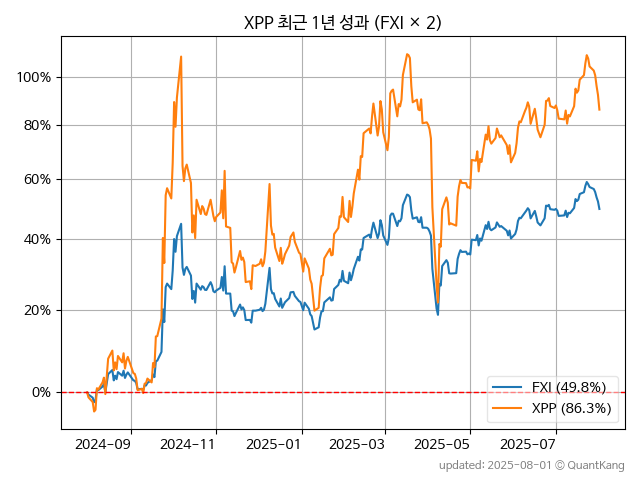 XPP 최근 1년 성과 (FXI × 2)
100%
80%
60%
40%
20%
0%
FXI (49.8%)
XPP (86.3%)
2024-09 2024-11 2025-01 2025-03 2025-05 2025-07
updated: 2025-08-01 © QuantKang